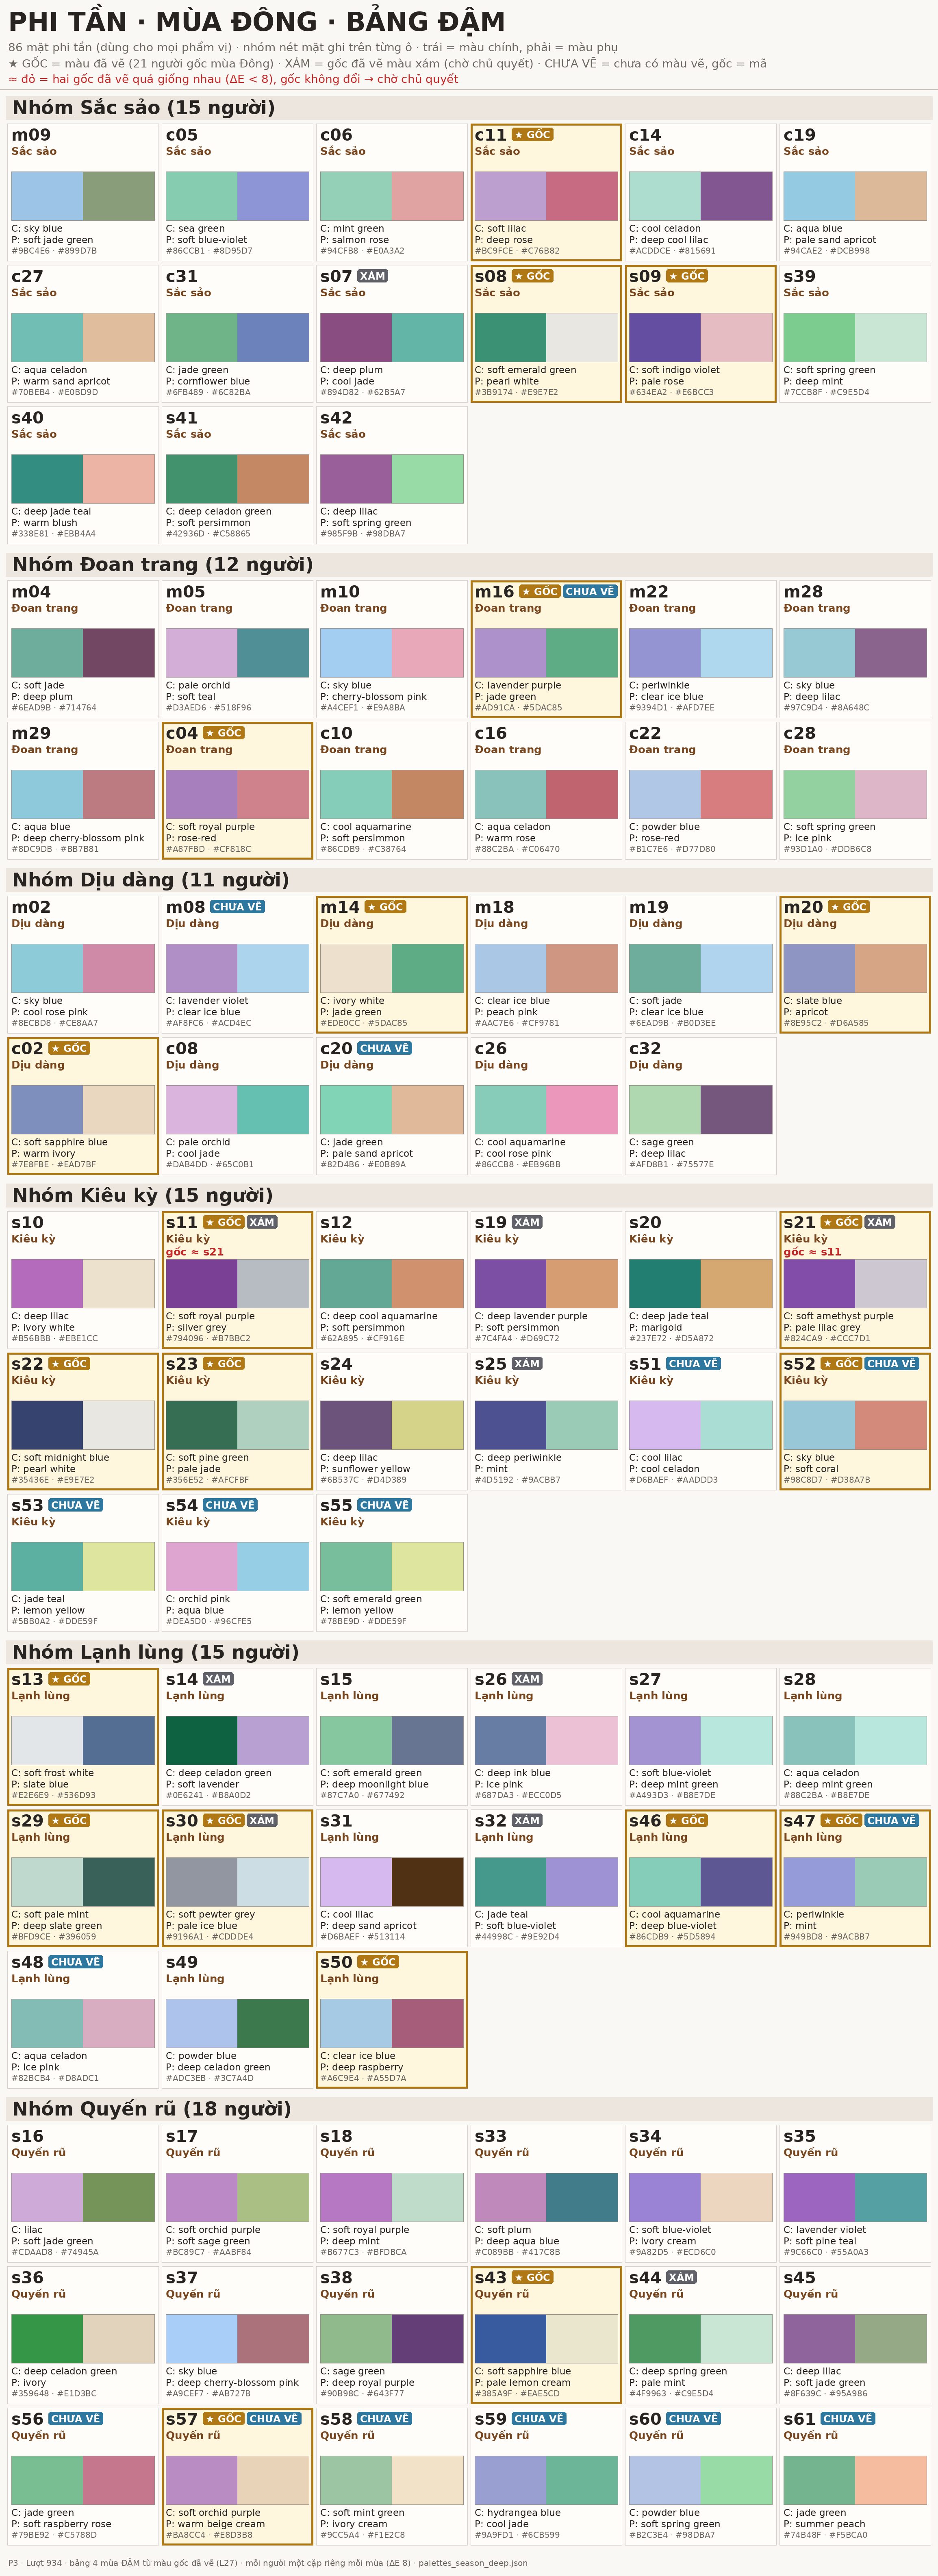 PHI TẦN · MÙA ĐÔNG · BẢNG ĐẬM
86 mặt phi tần (dùng cho mọi phẩm vị) · nhóm nét mặt ghi trên từng ô · trái = màu chính, phải = màu phụ
★ GỐC = màu đã vẽ (21 người gốc mùa Đông) · XÁM = gốc đã vẽ màu xám (chờ chủ quyết) · CHƯA VẼ = chưa có màu vẽ, gốc = mã
≈ đỏ = hai gốc đã vẽ quá giống nhau (ΔE < 8), gốc không đổi → chờ chủ quyết
Nhóm Sắc sảo (15 người)
m09
Sắc sảo
C: sky blue
P: soft jade green
#9BC4E6 · #899D7B
c05
Sắc sảo
C: sea green
P: soft blue-violet
#86CCB1 · #8D95D7
c06
Sắc sảo
C: mint green
P: salmon rose
#94CFB8 · #E0A3A2
c11 ★ GỐC
Sắc sảo
C: soft lilac
P: deep rose
#BC9FCE · #C76B82
c14
Sắc sảo
C: cool celadon
P: deep cool lilac
#ACDDCE · #815691
c19
Sắc sảo
C: aqua blue
P: pale sand apricot
#94CAE2 · #DCB998
c27
Sắc sảo
C: aqua celadon
P: warm sand apricot
#70BEB4 · #E0BD9D
c31
Sắc sảo
C: jade green
P: cornflower blue
#6FB489 · #6C82BA
s07 XÁM
Sắc sảo
C: deep plum
P: cool jade
#894D82 · #62B5A7
s08 ★ GỐC
Sắc sảo
C: soft emerald green
P: pearl white
#3B9174 · #E9E7E2
s09 ★ GỐC
Sắc sảo
C: soft indigo violet
P: pale rose
#634EA2 · #E6BCC3
s39
Sắc sảo
C: soft spring green
P: deep mint
#7CCB8F · #C9E5D4
s40
Sắc sảo
C: deep jade teal
P: warm blush
#338E81 · #EBB4A4
s41
Sắc sảo
C: deep celadon green
P: soft persimmon
#42936D · #C58865
s42
Sắc sảo
C: deep lilac
P: soft spring green
#985F9B · #98DBA7
Nhóm Đoan trang (12 người)
m04
Đoan trang
C: soft jade
P: deep plum
#6EAD9B · #714764
m05
Đoan trang
C: pale orchid
P: soft teal
#D3AED6 · #518F96
m10
Đoan trang
C: sky blue
P: cherry-blossom pink
#A4CEF1 · #E9A8BA
m16 ★ GỐC CHƯA VẼ
Đoan trang
C: lavender purple
P: jade green
#AD91CA · #5DAC85
m22
Đoan trang
C: periwinkle
P: clear ice blue
#9394D1 · #AFD7EE
m28
Đoan trang
C: sky blue
P: deep lilac
#97C9D4 · #8A648C
m29
Đoan trang
C: aqua blue
P: deep cherry-blossom pink
#8DC9DB · #BB7B81
c04 ★ GỐC
Đoan trang
C: soft royal purple
P: rose-red
#A87FBD · #CF818C
c10
Đoan trang
C: cool aquamarine
P: soft persimmon
#86CDB9 · #C38764
c16
Đoan trang
C: aqua celadon
P: warm rose
#88C2BA · #C06470
c22
Đoan trang
C: powder blue
P: rose-red
#B1C7E6 · #D77D80
c28
Đoan trang
C: soft spring green
P: ice pink
#93D1A0 · #DDB6C8
Nhóm Dịu dàng (11 người)
m02
Dịu dàng
C: sky blue
P: cool rose pink
#8ECBD8 · #CE8AA7
m08 CHƯA VẼ
Dịu dàng
C: lavender violet
P: clear ice blue
#AF8FC6 · #ACD4EC
m14 ★ GỐC
Dịu dàng
C: ivory white
P: jade green
#EDE0CC · #5DAC85
m18
Dịu dàng
C: clear ice blue
P: peach pink
#AAC7E6 · #CF9781
m19
Dịu dàng
C: soft jade
P: clear ice blue
#6EAD9B · #B0D3EE
m20 ★ GỐC
Dịu dàng
C: slate blue
P: apricot
#8E95C2 · #D6A585
c02 ★ GỐC
Dịu dàng
C: soft sapphire blue
P: warm ivory
#7E8FBE · #EAD7BF
c08
Dịu dàng
C: pale orchid
P: cool jade
#DAB4DD · #65C0B1
c20 CHƯA VẼ
Dịu dàng
C: jade green
P: pale sand apricot
#82D4B6 · #E0B89A
c26
Dịu dàng
C: cool aquamarine
P: cool rose pink
#86CCB8 · #EB96BB
c32
Dịu dàng
C: sage green
P: deep lilac
#AFD8B1 · #75577E
Nhóm Kiêu kỳ (15 người)
s10
Kiêu kỳ
C: deep lilac
P: ivory white
#B56BBB · #EBE1CC
s11 ★ GỐC XÁM
Kiêu kỳ
gốc ≈ s21
C: soft royal purple
P: silver grey
#794096 · #B7BBC2
s12
Kiêu kỳ
C: deep cool aquamarine
P: soft persimmon
#62A895 · #CF916E
s19 XÁM
Kiêu kỳ
C: deep lavender purple
P: soft persimmon
#7C4FA4 · #D69C72
s20
Kiêu kỳ
C: deep jade teal
P: marigold
#237E72 · #D5A872
s21 ★ GỐC XÁM
Kiêu kỳ
gốc ≈ s11
C: soft amethyst purple
P: pale lilac grey
#824CA9 · #CCC7D1
s22 ★ GỐC
Kiêu kỳ
C: soft midnight blue
P: pearl white
#35436E · #E9E7E2
s23 ★ GỐC
Kiêu kỳ
C: soft pine green
P: pale jade
#356E52 · #AFCFBF
s24
Kiêu kỳ
C: deep lilac
P: sunflower yellow
#6B537C · #D4D389
s25 XÁM
Kiêu kỳ
C: deep periwinkle
P: mint
#4D5192 · #9ACBB7
s51 CHƯA VẼ
Kiêu kỳ
C: cool lilac
P: cool celadon
#D6BAEF · #AADDD3
s52 ★ GỐC CHƯA VẼ
Kiêu kỳ
C: sky blue
P: soft coral
#98C8D7 · #D38A7B
s53 CHƯA VẼ
Kiêu kỳ
C: jade teal
P: lemon yellow
#5BB0A2 · #DDE59F
s54 CHƯA VẼ
Kiêu kỳ
C: orchid pink
P: aqua blue
#DEA5D0 · #96CFE5
s55 CHƯA VẼ
Kiêu kỳ
C: soft emerald green
P: lemon yellow
#78BE9D · #DDE59F
Nhóm Lạnh lùng (15 người)
s13 ★ GỐC
Lạnh lùng
C: soft frost white
P: slate blue
#E2E6E9 · #536D93
s14 XÁM
Lạnh lùng
C: deep celadon green
P: soft lavender
#0E6241 · #B8A0D2
s15
Lạnh lùng
C: soft emerald green
P: deep moonlight blue
#87C7A0 · #677492
s26 XÁM
Lạnh lùng
C: deep ink blue
P: ice pink
#687DA3 · #ECC0D5
s27
Lạnh lùng
C: soft blue-violet
P: deep mint green
#A493D3 · #B8E7DE
s28
Lạnh lùng
C: aqua celadon
P: deep mint green
#88C2BA · #B8E7DE
s29 ★ GỐC
Lạnh lùng
C: soft pale mint
P: deep slate green
#BFD9CE · #396059
s30 ★ GỐC XÁM
Lạnh lùng
C: soft pewter grey
P: pale ice blue
#9196A1 · #CDDDE4
s31
Lạnh lùng
C: cool lilac
P: deep sand apricot
#D6BAEF · #513114
s32 XÁM
Lạnh lùng
C: jade teal
P: soft blue-violet
#44998C · #9E92D4
s46 ★ GỐC
Lạnh lùng
C: cool aquamarine
P: deep blue-violet
#86CDB9 · #5D5894
s47 ★ GỐC CHƯA VẼ
Lạnh lùng
C: periwinkle
P: mint
#949BD8 · #9ACBB7
s48 CHƯA VẼ
Lạnh lùng
C: aqua celadon
P: ice pink
#82BCB4 · #D8ADC1
s49
Lạnh lùng
C: powder blue
P: deep celadon green
#ADC3EB · #3C7A4D
s50 ★ GỐC
Lạnh lùng
C: clear ice blue
P: deep raspberry
#A6C9E4 · #A55D7A
Nhóm Quyến rũ (18 người)
s16
Quyến rũ
C: lilac
P: soft jade green
#CDAAD8 · #74945A
s17
Quyến rũ
C: soft orchid purple
P: soft sage green
#BC89C7 · #AABF84
s18
Quyến rũ
C: soft royal purple
P: deep mint
#B677C3 · #BFDBCA
s33
Quyến rũ
C: soft plum
P: deep aqua blue
#C089BB · #417C8B
s34
Quyến rũ
C: soft blue-violet
P: ivory cream
#9A82D5 · #ECD6C0
s35
Quyến rũ
C: lavender violet
P: soft pine teal
#9C66C0 · #55A0A3
s36
Quyến rũ
C: deep celadon green
P: ivory
#359648 · #E1D3BC
s37
Quyến rũ
C: sky blue
P: deep cherry-blossom pink
#A9CEF7 · #AB727B
s38
Quyến rũ
C: sage green
P: deep royal purple
#90B98C · #643F77
s43 ★ GỐC
Quyến rũ
C: soft sapphire blue
P: pale lemon cream
#385A9F · #EAE5CD
s44 XÁM
Quyến rũ
C: deep spring green
P: pale mint
#4F9963 · #C9E5D4
s45
Quyến rũ
C: deep lilac
P: soft jade green
#8F639C · #95A986
s56 CHƯA VẼ
Quyến rũ
C: jade green
P: soft raspberry rose
#79BE92 · #C5788D
s57 ★ GỐC CHƯA VẼ
Quyến rũ
C: soft orchid purple
P: warm beige cream
#BA8CC4 · #E8D3B8
s58 CHƯA VẼ
Quyến rũ
C: soft mint green
P: ivory cream
#9CC5A4 · #F1E2C8
s59 CHƯA VẼ
Quyến rũ
C: hydrangea blue
P: cool jade
#9A9FD1 · #6CB599
s60 CHƯA VẼ
Quyến rũ
C: powder blue
P: soft spring green
#B2C3E4 · #98DBA7
s61 CHƯA VẼ
Quyến rũ
C: jade green
P: summer peach
#74B48F · #F5BCA0
P3 · Lượt 934 · bảng 4 mùa ĐẬM từ màu gốc đã vẽ (L27) · mỗi người một cặp riêng mỗi mùa (ΔE 8) · palettes_season_deep.json